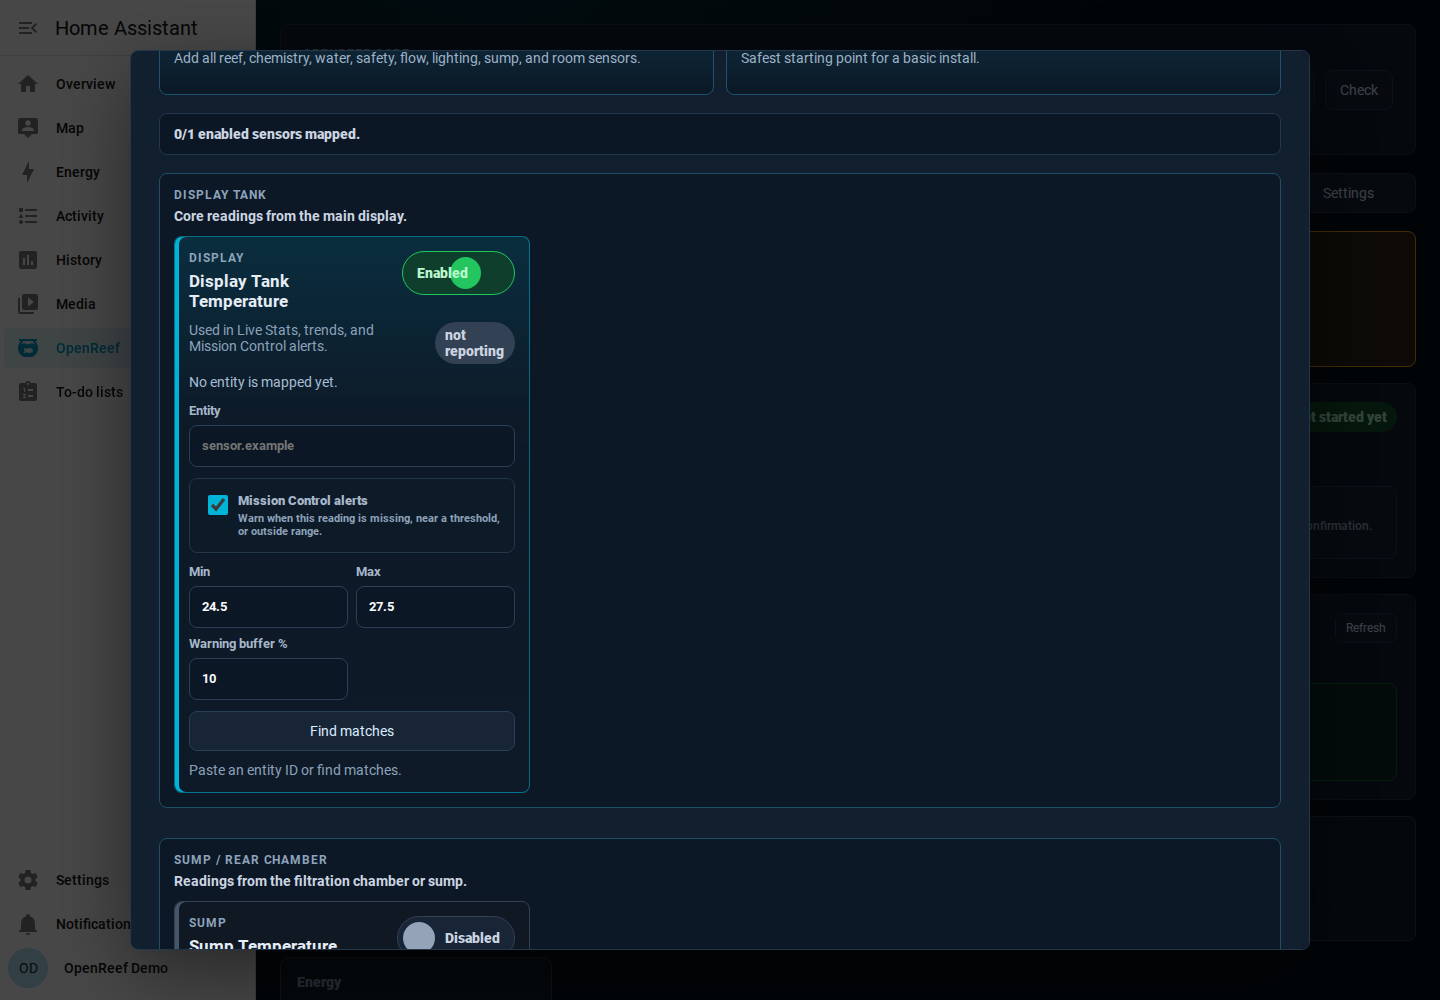 Home Assistant
Overview
Map
Energy
Activity
History
Media
OpenReef
To-do lists
Settings
Notification
OD
OpenReef Demo
Add all reef, chemistry, water, safety, flow, lighting, sump, and room sensors.
Safest starting point for a basic install.
0/1 enabled sensors mapped.
DISPLAY TANK
Core readings from the main display.
DISPLAY
Display Tank
Temperature
Enabled
Used in Live Stats, trends, and
Mission Control alerts.
not
reporting
No entity is mapped yet.
Entity
sensor.example
Mission Control alerts
Warn when this reading is missing, near a threshold,
or outside range.
Min
Max
24.5
27.5
Warning buffer %
10
Find matches
Paste an entity ID or find matches.
SUMP / REAR CHAMBER
Readings from the filtration chamber or sump.
SUMP
Sump Temperature
Disabled
Check
Settings
started yet
Refresh
Energy